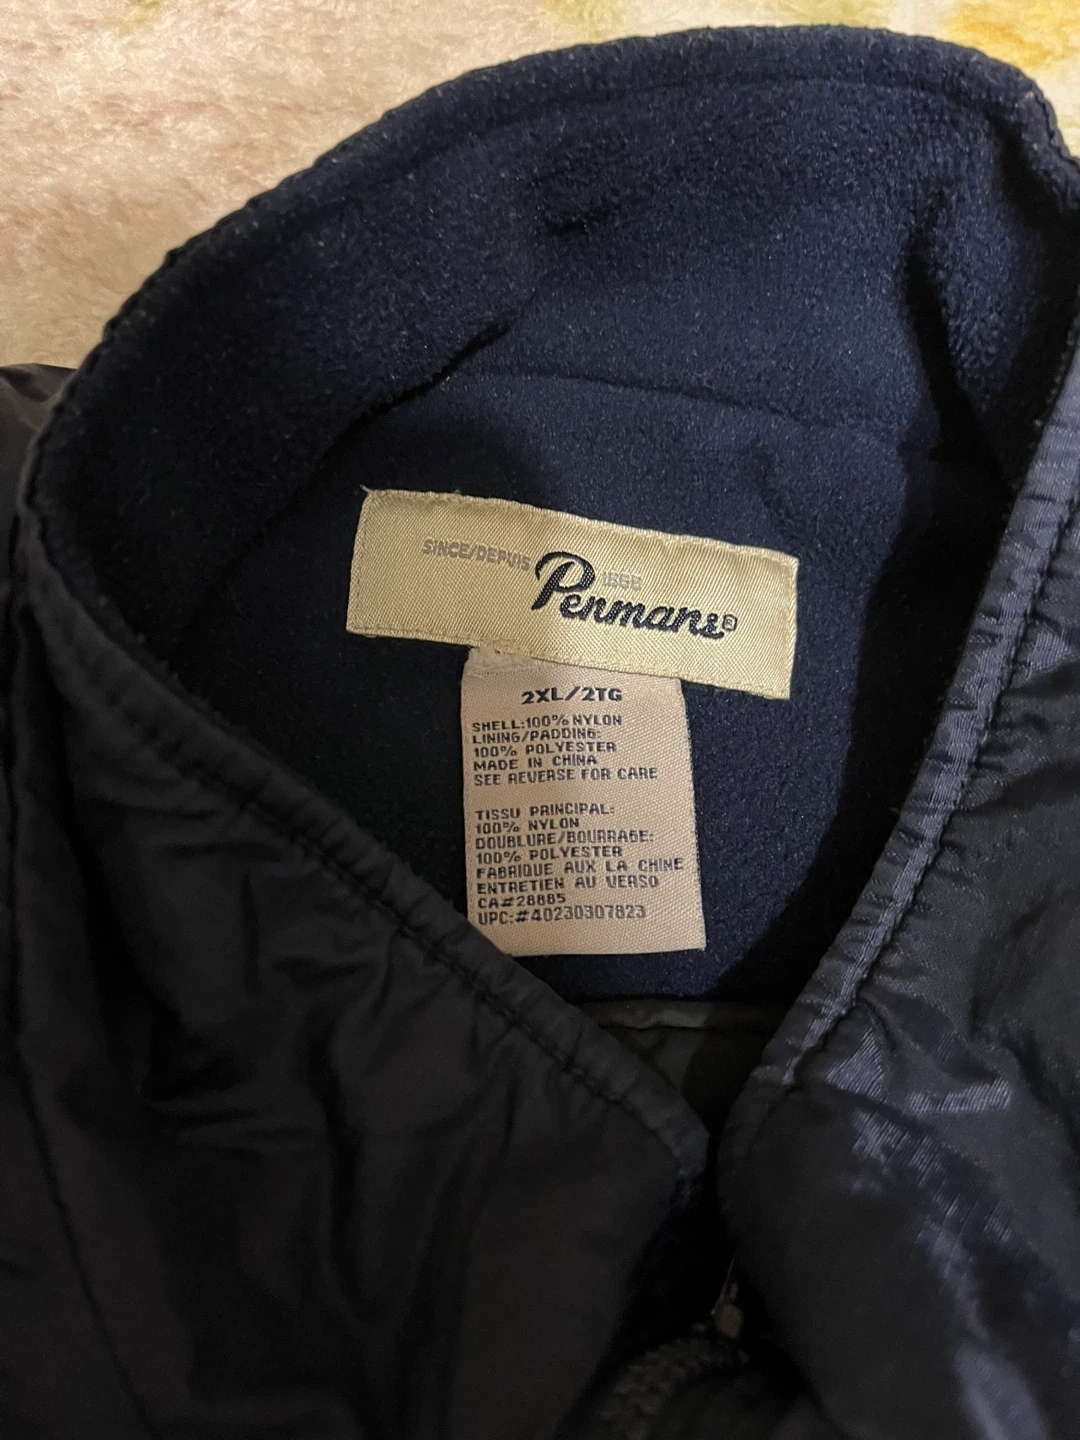 SINCE/DEPUIS 1868
Penmans®
2XL/2TG
SHELL:100% NYLON
LINING/PADDING:
100% POLYESTER
MADE IN CHINA
SEE REVERSE FOR CARE
TISSU PRINCIPAL:
100% NYLON
DOUBLURE/BOURRAGE:
100% POLYESTER
FABRIQUE AUX LA CHINE
ENTRETIEN AU VERSO
CA#28885
UPC:#40230307823